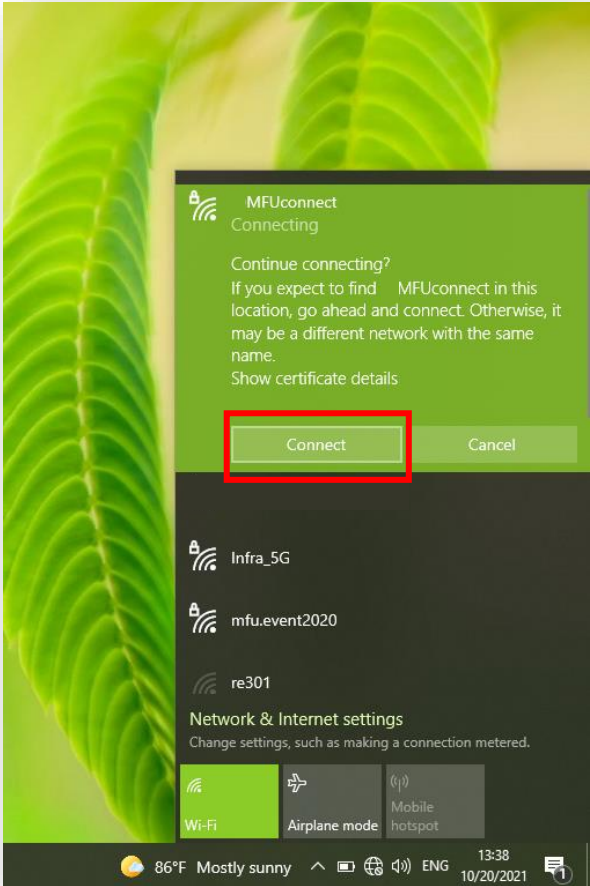 MFUconnect
Connecting
Continue connecting?
If you expect to find MFUconnect in this
location, go ahead and connect. Otherwise, it
may be a different network with the same
name.
Show certificate details
Connect Cancel
Infra_5G
mfu.event2020
re301
Network & Internet settings
Change settings, such as making a connection metered.
Wi-Fi Airplane mode Mobile hotspot
86°F Mostly sunny ENG 13:38
10/20/2021
1